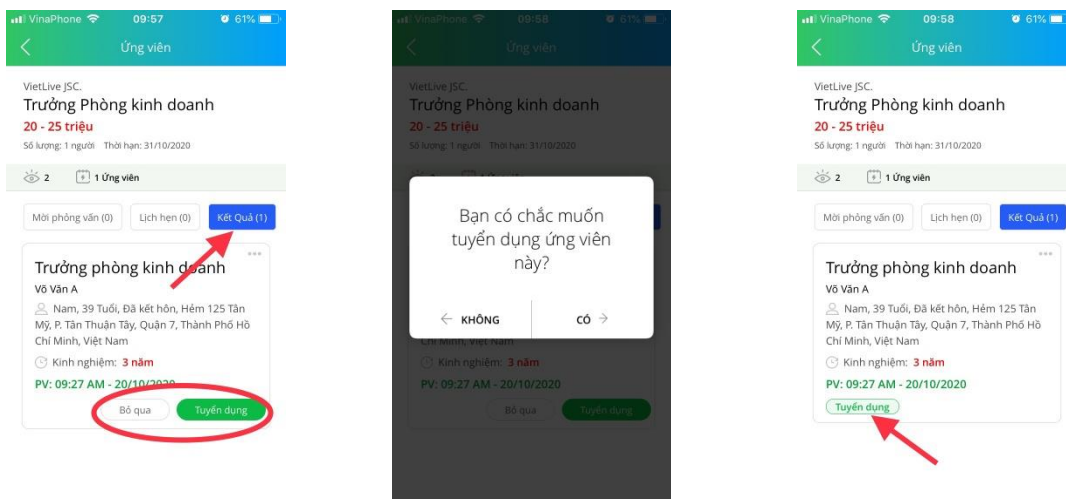 VinaPhone 09:57 61%
Ứng viên
VietLive JSC.
Trưởng Phòng kinh doanh
20 - 25 triệu
Số lượng: 1 người Thời hạn: 31/10/2020
2 1 Ứng viên
Mời phỏng vấn (0) Lịch hẹn (0) Kết Quả (1)
Trưởng phòng kinh doanh
Võ Văn A
Nam, 39 Tuổi, Đã kết hôn, Hẻm 125 Tân
Mỹ, P. Tân Thuận Tây, Quận 7, Thành Phố Hồ
Chí Minh, Việt Nam
Kinh nghiệm: 3 năm
PV: 09:27 AM - 20/10/2020
Bỏ qua Tuyển dụng
VinaPhone 09:58 61%
Ứng viên
VietLive JSC.
Trưởng Phòng kinh doanh
20 - 25 triệu
Số lượng: 1 người Thời hạn: 31/10/2020
Bạn có chắc muốn
tuyển dụng ứng viên
này?
KHÔNG CÓ
Chí Minh, Việt Nam
Kinh nghiệm: 3 năm
PV: 09:27 AM - 20/10/2020
Bỏ qua Tuyển dụng
VinaPhone 09:58 61%
Ứng viên
VietLive JSC.
Trưởng Phòng kinh doanh
20 - 25 triệu
Số lượng: 1 người Thời hạn: 31/10/2020
2 1 Ứng viên
Mời phỏng vấn (0) Lịch hẹn (0) Kết Quả (1)
Trưởng phòng kinh doanh
Võ Văn A
Nam, 39 Tuổi, Đã kết hôn, Hẻm 125 Tân
Mỹ, P. Tân Thuận Tây, Quận 7, Thành Phố Hồ
Chí Minh, Việt Nam
Kinh nghiệm: 3 năm
PV: 09:27 AM - 20/10/2020
Tuyển dụng